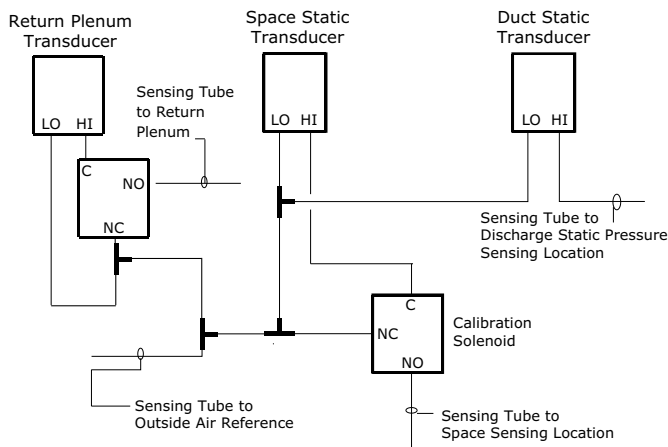 Return Plenum
Transducer
Space Static
Transducer
Duct Static
Transducer
LO HI
Sensing Tube
to Return
Plenum
LO HI
LO HI
C
NO
NC
Sensing Tube to
Discharge Static Pressure
Sensing Location
C
NC
NO
Calibration
Solenoid
Sensing Tube to
Outside Air Reference
Sensing Tube to
Space Sensing Location